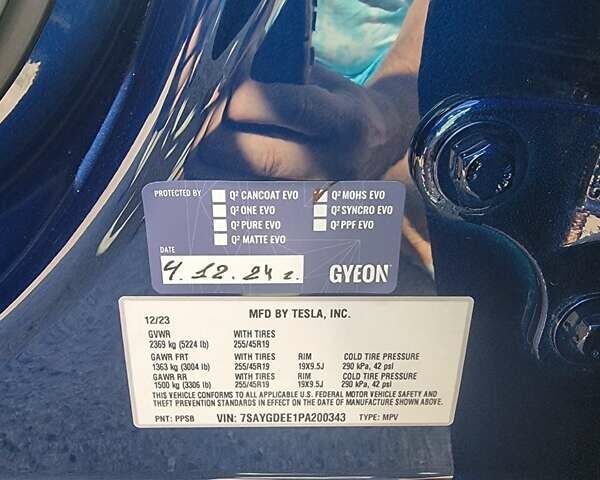 PROTECTED BY
Q² CANCOAT EVO
Q² MOHS EVO
Q² ONE EVO
Q² SYNCRO EVO
Q² PURE EVO
Q² PPF EVO
Q² MATTE EVO
DATE
4. 12. 24 г.
GYEON
12/23
MFD BY TESLA, INC.
GVWR WITH TIRES
2369 kg (5224 lb) 255/45R19
GAWR FRT WITH TIRES RIM COLD TIRE PRESSURE
1363 kg (3004 lb) 255/45R19 19X9.5J 290 kPa, 42 psi
GAWR RR WITH TIRES RIM COLD TIRE PRESSURE
1500 kg (3306 lb) 255/45R19 19X9.5J 290 kPa, 42 psi
THIS VEHICLE CONFORMS TO ALL APPLICABLE U.S. FEDERAL MOTOR VEHICLE SAFETY AND
THEFT PREVENTION STANDARDS IN EFFECT ON THE DATE OF MANUFACTURE SHOWN ABOVE.
PNT: PPSB VIN: 7SAYGDEE1PA200343 TYPE: MPV